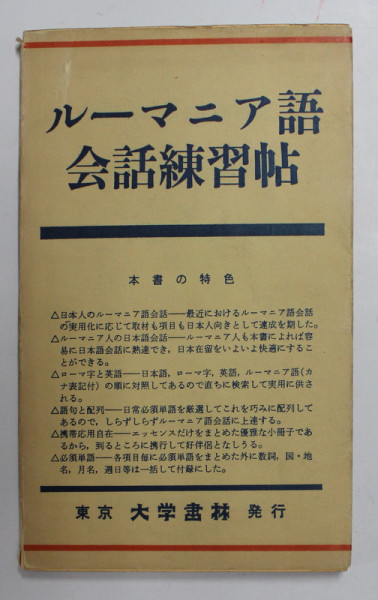 ルーマニア語
会話練習帖
本書の特色
△日本人のルーマニア語会話――最近におけるルーマニア語会話
の実用化に応じて取材も項目も日本人向きとして速成を期した。
△ルーマニア人の日本語会話――ルーマニア人も本書によれば容
易に日本語会話に熟達でき，日本在留をいよいよ快適にするこ
とができる。
△ローマ字と英語――日本語，ローマ字，英語，ルーマニア語（カ
ナ表記付）の順に対照してあるので直ちに検索して実用に供さ
れる。
△語句と配列――日常必須単語を厳選してこれを巧みに配列して
あるので，しらずしらずルーマニア語会話に上達する。
△携帯応用自在――エッセンスだけをまとめた優雅な小冊子であ
るから，到るところに携行して好伴侶となしうる。
△必須単語――各項目毎に必須単語をまとめた外に数詞，国・地
名，月名，週日等は一括して付録にした。
東京 大学書林 発行